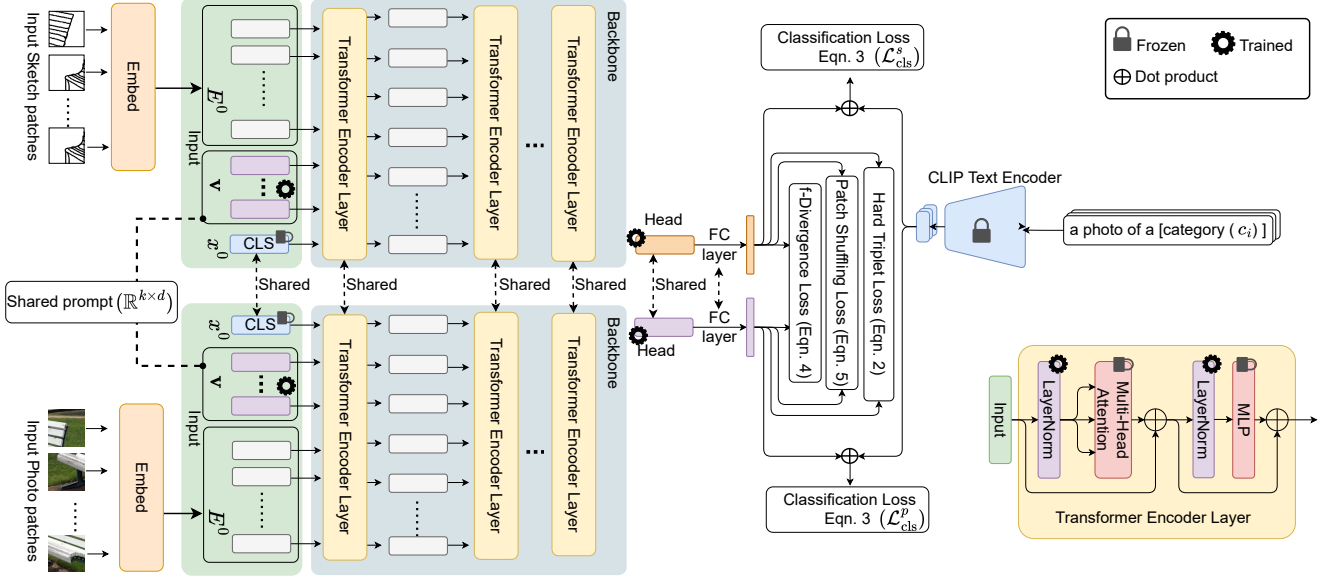 Input Sketch patches
Embed
E^0
Input
v
x^0
CLS
Transformer Encoder Layer
Transformer Encoder Layer
...
Transformer Encoder Layer
Backbone
Shared
Shared
Shared
Shared
Shared prompt (ℝ^{k×d})
x^0
CLS
v
Input
E^0
Input Photo patches
Embed
Transformer Encoder Layer
Transformer Encoder Layer
...
Transformer Encoder Layer
Backbone
Head
FC
layer
Shared
Head
FC
layer
Classification Loss
Eqn. 3 (ℒ^s_cls)
f-Divergence Loss (Eqn. 4)
Patch Shuffling Loss (Eqn. 5)
Hard Triplet Loss (Eqn. 2)
Classification Loss
Eqn. 3 (ℒ^p_cls)
CLIP Text Encoder
a photo of a [category (c_i) ]
Frozen
Trained
⊕ Dot product
Input
LayerNorm
Multi-Head
Attention
LayerNorm
MLP
Transformer Encoder Layer